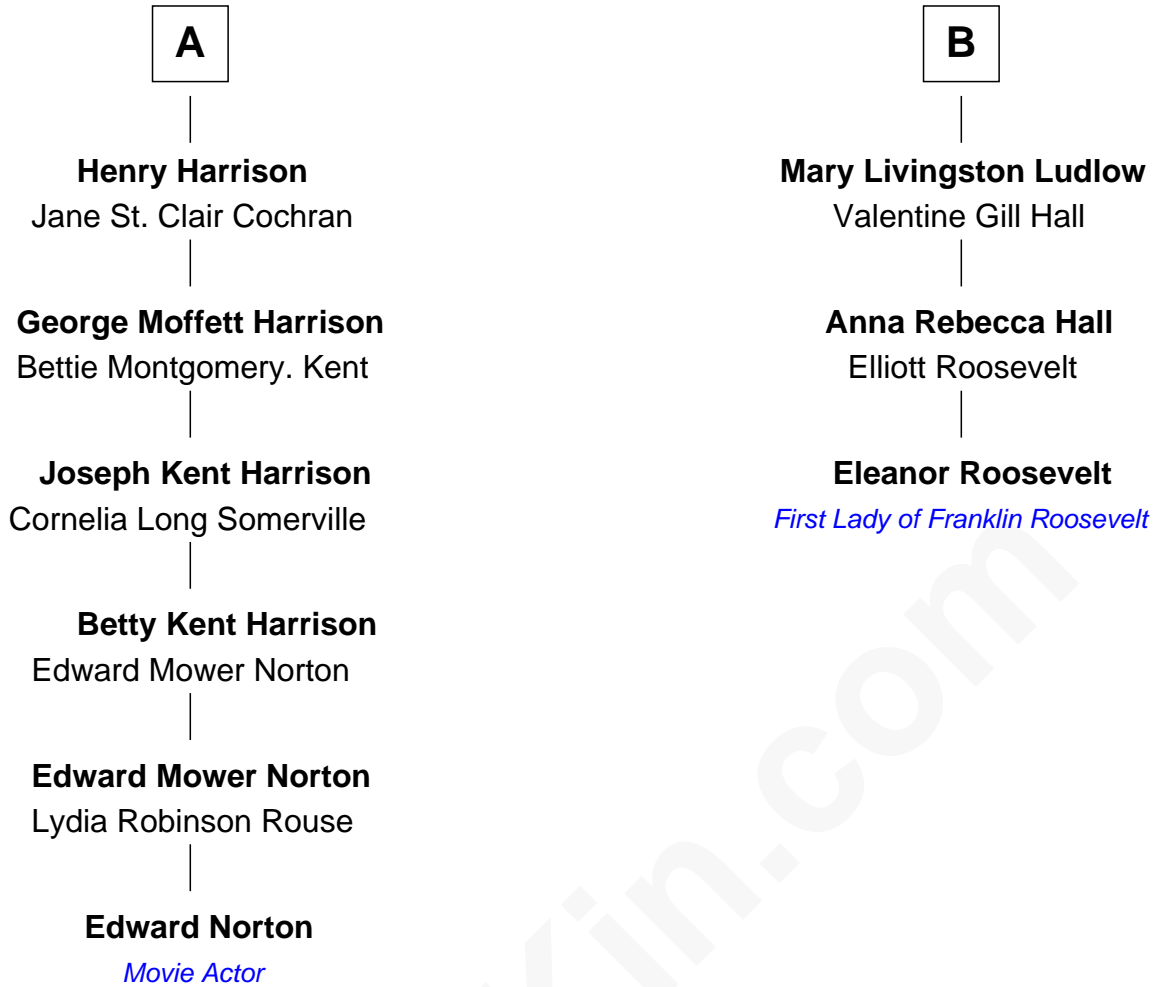 A
Henry Harrison
Jane St. Clair Cochran
George Moffett Harrison
Bettie Montgomery. Kent
Joseph Kent Harrison
Cornelia Long Somerville
Betty Kent Harrison
Edward Mower Norton
Edward Mower Norton
Lydia Robinson Rouse
Edward Norton
Movie Actor
B
Mary Livingston Ludlow
Valentine Gill Hall
Anna Rebecca Hall
Elliott Roosevelt
Eleanor Roosevelt
First Lady of Franklin Roosevelt